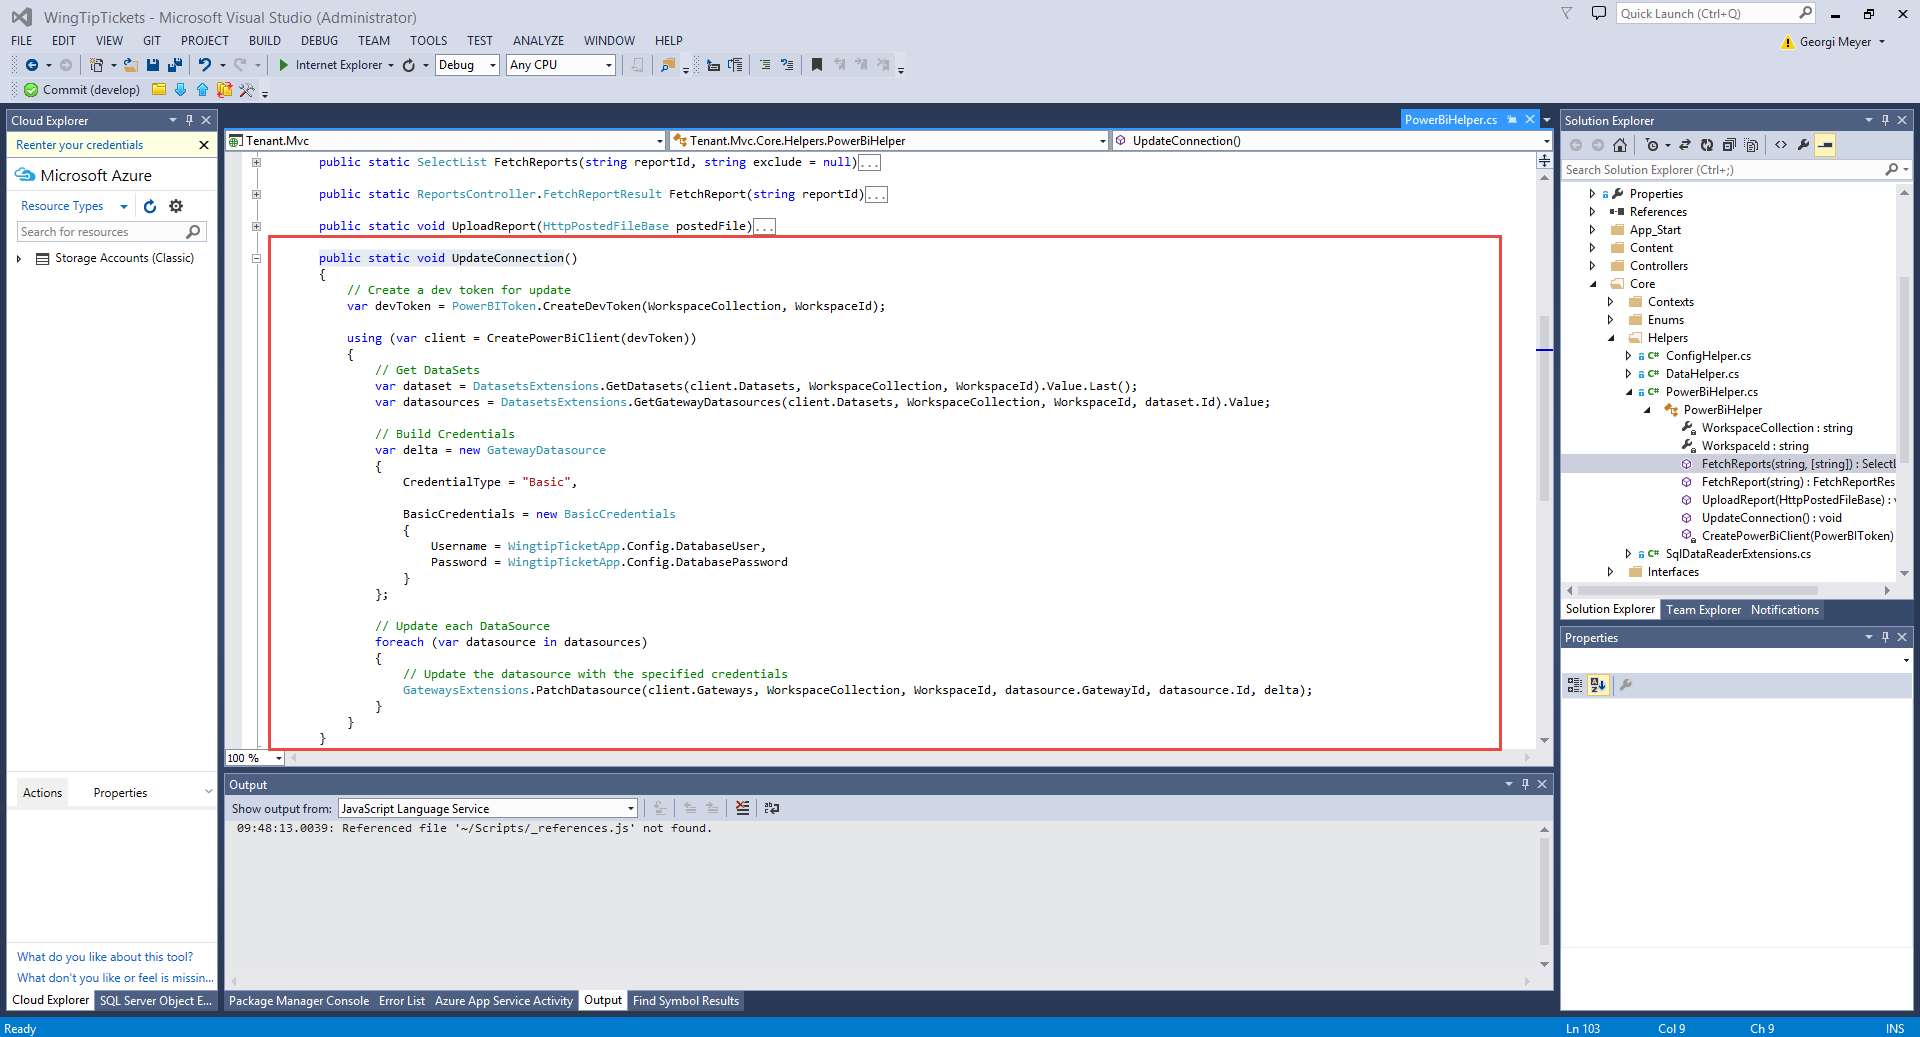 WingTipTickets - Microsoft Visual Studio (Administrator)
Quick Launch (Ctrl+Q)
FILE EDIT VIEW GIT PROJECT BUILD DEBUG TEAM TOOLS TEST ANALYZE WINDOW HELP
Georgi Meyer
Internet Explorer Debug Any CPU
Commit (develop)
Cloud Explorer
Reenter your credentials
Microsoft Azure
Resource Types
Search for resources
Storage Accounts (Classic)
Actions Properties
What do you like about this tool?
What don't you like or feel is missin...
Cloud Explorer SQL Server Object E...
PowerBiHelper.cs
Tenant.Mvc Tenant.Mvc.Core.Helpers.PowerBiHelper UpdateConnection()
public static SelectList FetchReports(string reportId, string exclude = null)...
public static ReportsController.FetchReportResult FetchReport(string reportId)...
public static void UploadReport(HttpPostedFileBase postedFile)...
public static void UpdateConnection()
{
// Create a dev token for update
var devToken = PowerBIToken.CreateDevToken(WorkspaceCollection, WorkspaceId);
using (var client = CreatePowerBiClient(devToken))
{
// Get DataSets
var dataset = DatasetsExtensions.GetDatasets(client.Datasets, WorkspaceCollection, WorkspaceId).Value.Last();
var datasources = DatasetsExtensions.GetGatewayDatasources(client.Datasets, WorkspaceCollection, WorkspaceId, dataset.Id).Value;
// Build Credentials
var delta = new GatewayDatasource
{
CredentialType = "Basic",
BasicCredentials = new BasicCredentials
{
Username = WingtipTicketApp.Config.DatabaseUser,
Password = WingtipTicketApp.Config.DatabasePassword
}
};
// Update each DataSource
foreach (var datasource in datasources)
{
// Update the datasource with the specified credentials
GatewaysExtensions.PatchDatasource(client.Gateways, WorkspaceCollection, WorkspaceId, datasource.GatewayId, datasource.Id, delta);
}
}
}
100 %
Output
Show output from: JavaScript Language Service
09:48:13.0039: Referenced file '~/Scripts/_references.js' not found.
Package Manager Console Error List Azure App Service Activity Output Find Symbol Results
Solution Explorer
Search Solution Explorer (Ctrl+;)
Properties
References
App_Start
Content
Controllers
Core
Contexts
Enums
Helpers
C# ConfigHelper.cs
C# DataHelper.cs
C# PowerBiHelper.cs
PowerBiHelper
WorkspaceCollection : string
WorkspaceId : string
FetchReports(string, [string]) : SelectL
FetchReport(string) : FetchReportRes
UploadReport(HttpPostedFileBase) : v
UpdateConnection() : void
CreatePowerBiClient(PowerBIToken)
C# SqlDataReaderExtensions.cs
Interfaces
Solution Explorer Team Explorer Notifications
Properties
Ready Ln 103 Col 9 Ch 9 INS